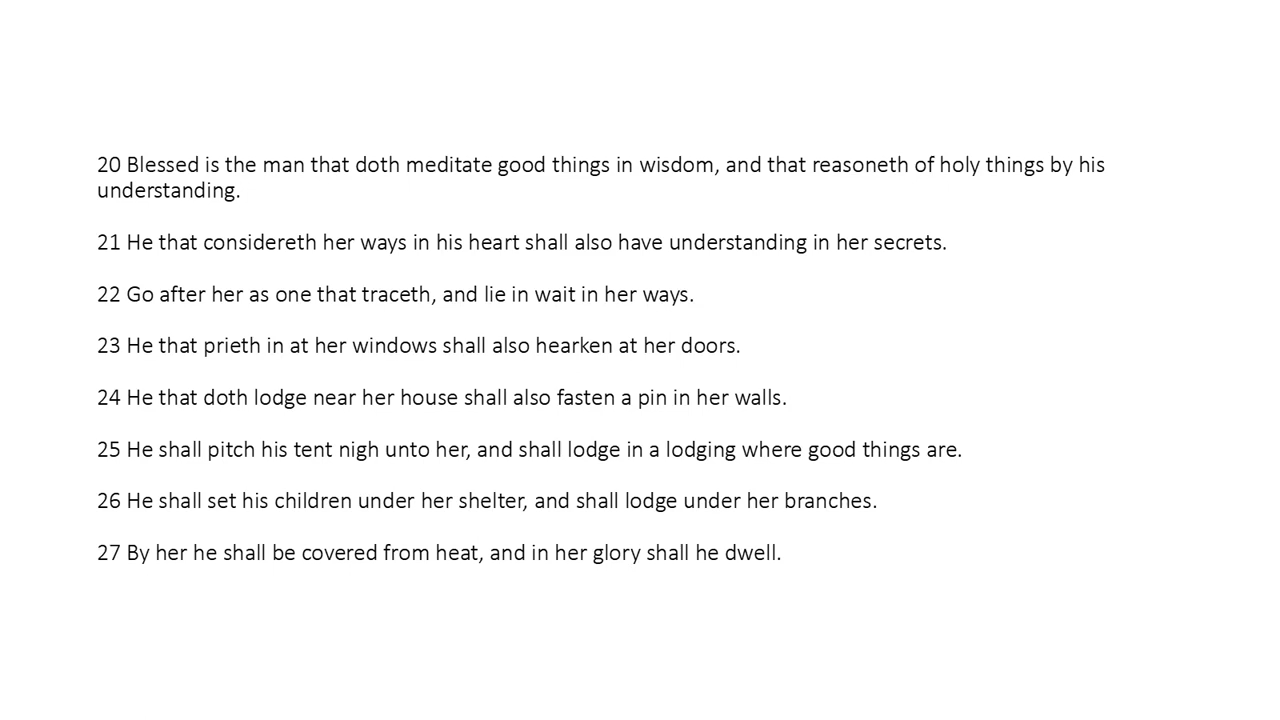 20 Blessed is the man that doth meditate good things in wisdom, and that reasoneth of holy things by his
understanding.
21 He that considereth her ways in his heart shall also have understanding in her secrets.
22 Go after her as one that traceth, and lie in wait in her ways.
23 He that prieth in at her windows shall also hearken at her doors.
24 He that doth lodge near her house shall also fasten a pin in her walls.
25 He shall pitch his tent nigh unto her, and shall lodge in a lodging where good things are.
26 He shall set his children under her shelter, and shall lodge under her branches.
27 By her he shall be covered from heat, and in her glory shall he dwell.